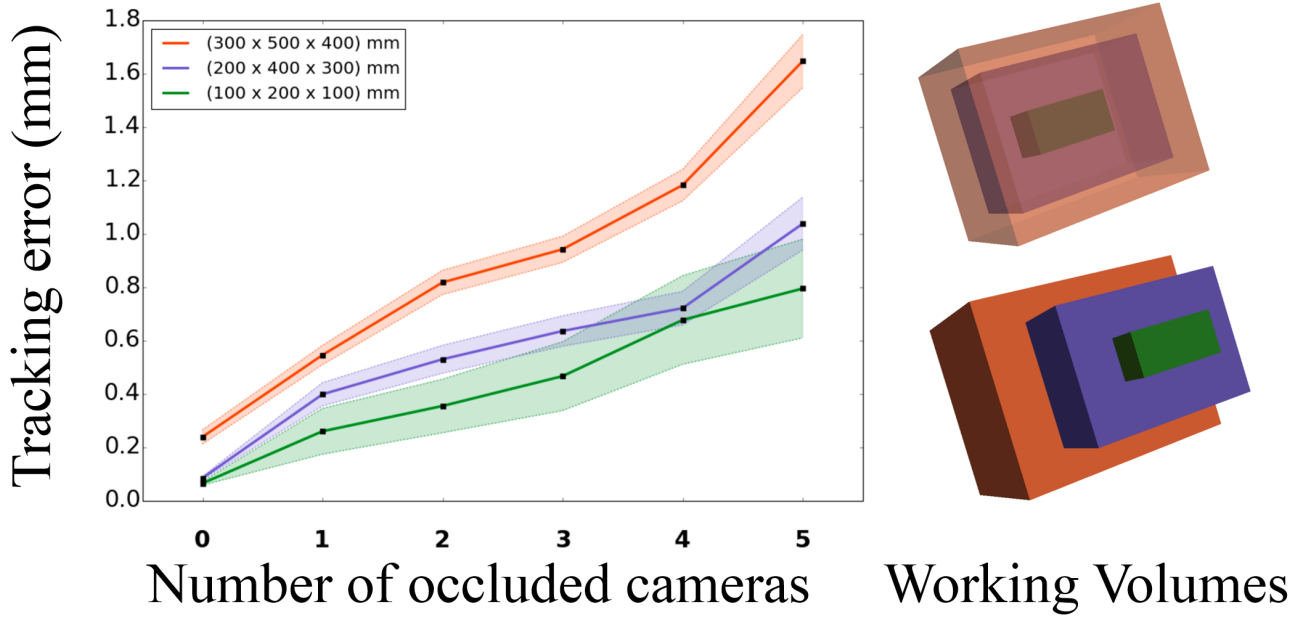 Tracking error (mm)
1.8
1.6
1.4
1.2
1.0
0.8
0.6
0.4
0.2
0.0
(300 x 500 x 400) mm
(200 x 400 x 300) mm
(100 x 200 x 100) mm
0 1 2 3 4 5
Number of occluded cameras
Working Volumes